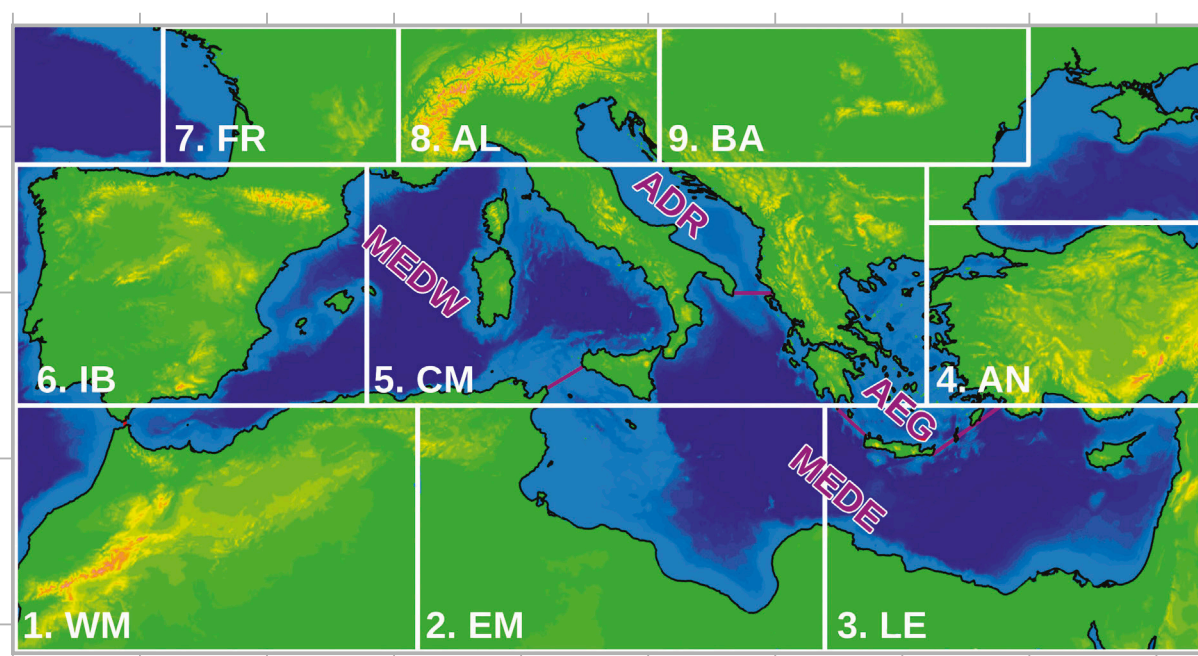 7. FR
8. AL
9. BA
ADR
MEDW
6. IB
5. CM
4. AN
AEG
MEDE
1. WM
2. EM
3. LE